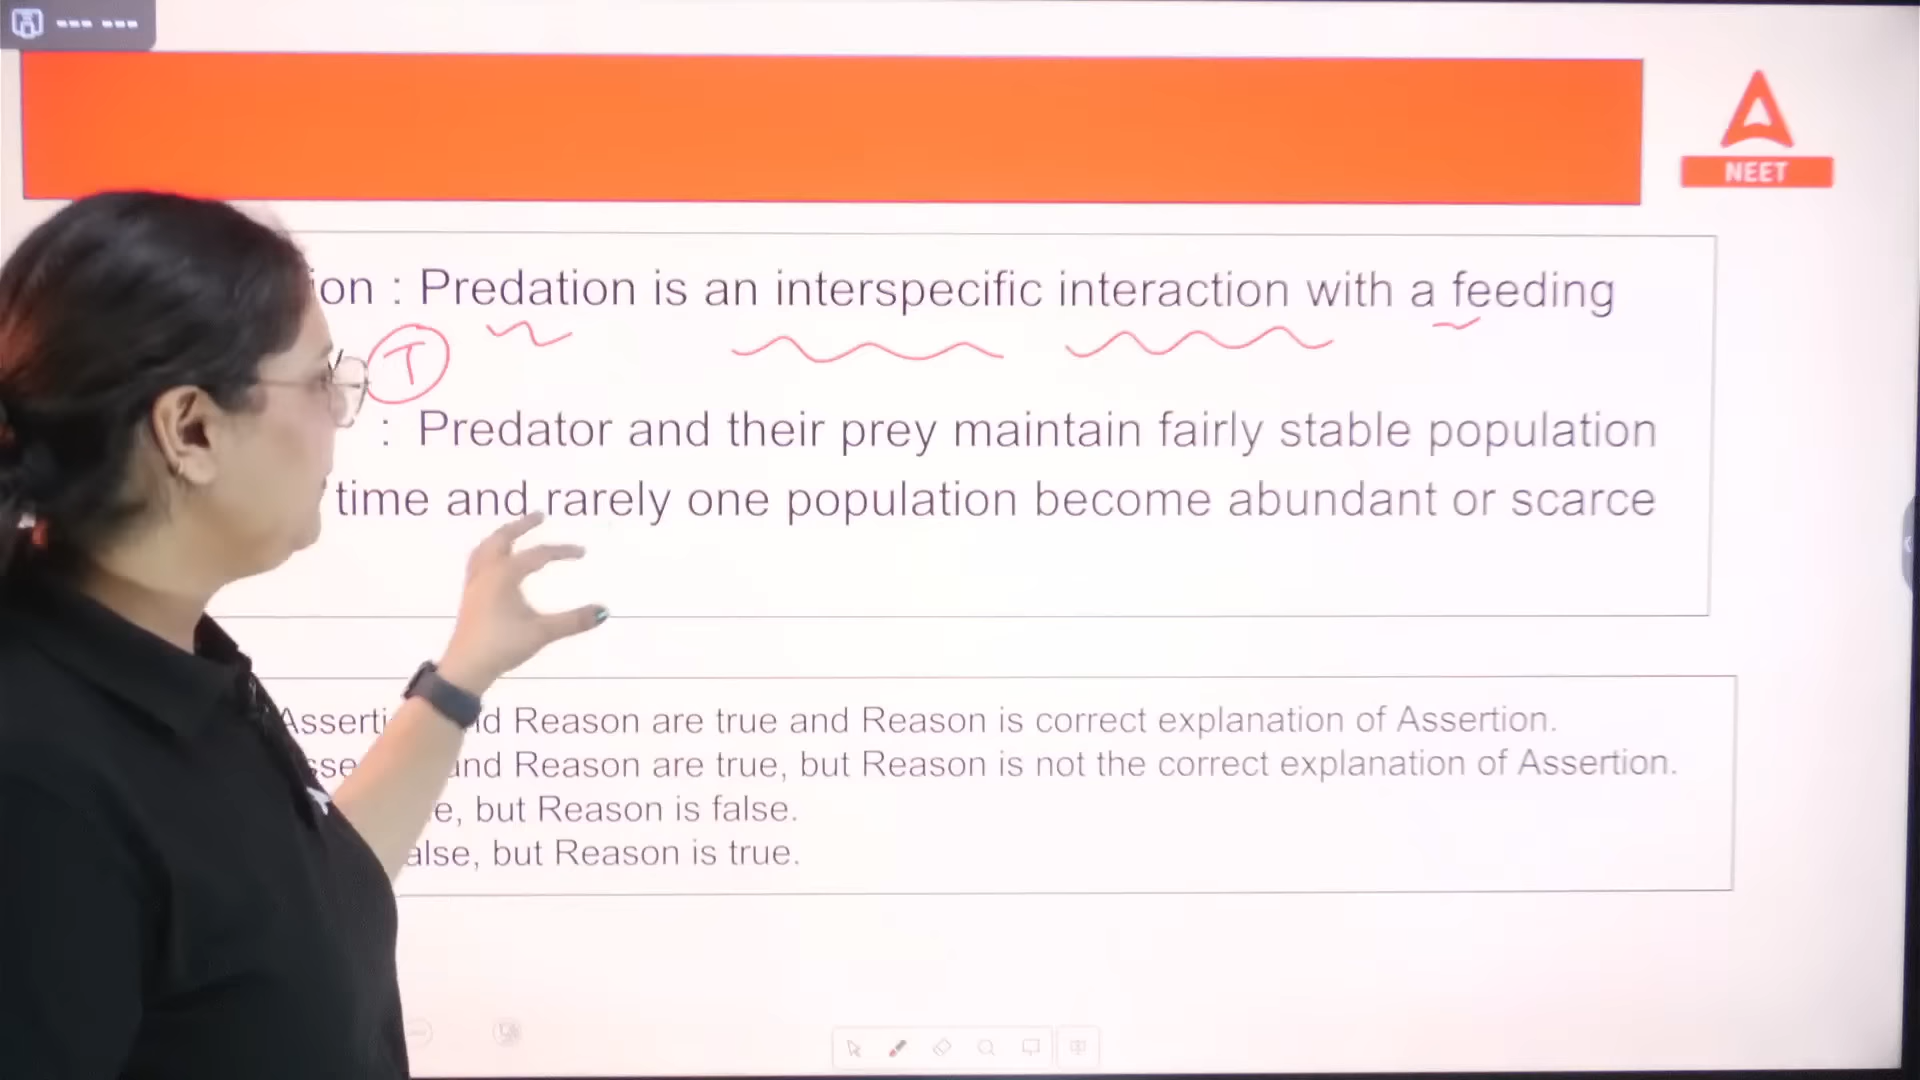 NEET
ion : Predation is an interspecific interaction with a feeding
T
: Predator and their prey maintain fairly stable population
time and rarely one population become abundant or scarce
Asserti nd Reason are true and Reason is correct explanation of Assertion.
sse and Reason are true, but Reason is not the correct explanation of Assertion.
e, but Reason is false.
alse, but Reason is true.